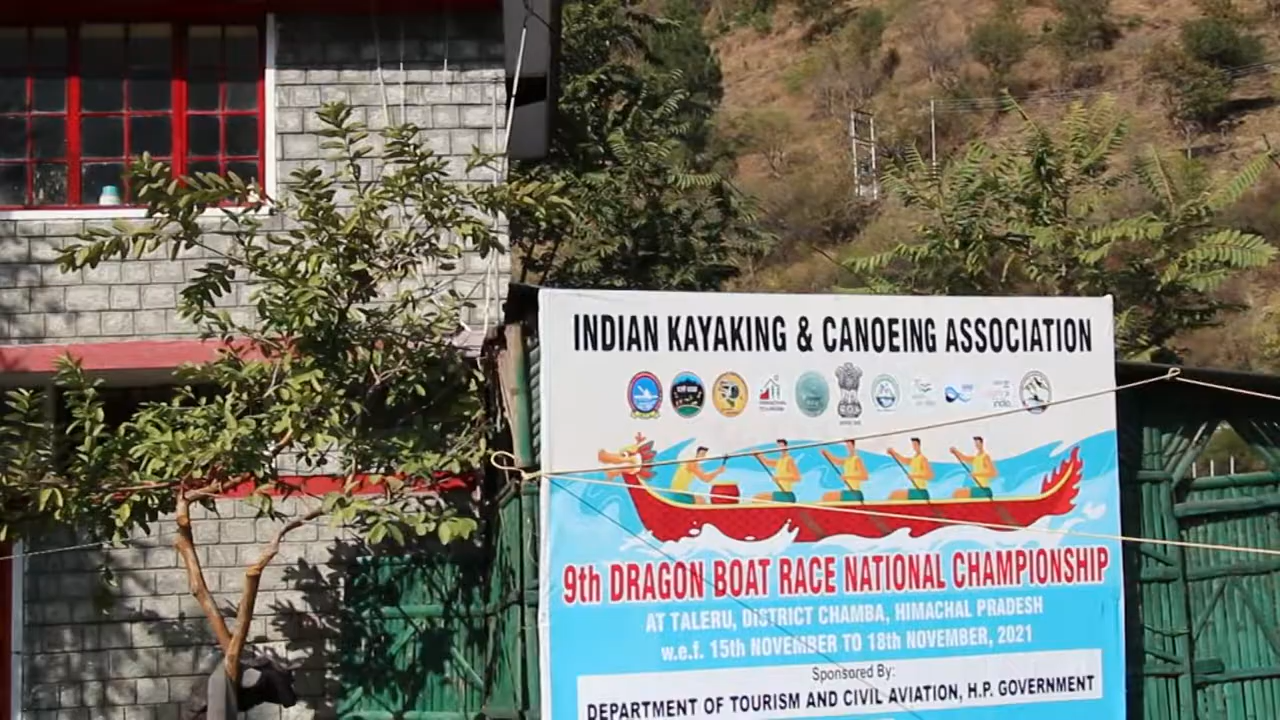 INDIAN KAYAKING & CANOEING ASSOCIATION
9th DRAGON BOAT RACE NATIONAL CHAMPIONSHIP
AT TALERU, DISTRICT CHAMBA, HIMACHAL PRADESH
w.e.f. 15th NOVEMBER TO 18th NOVEMBER, 2021
Sponsored By:
DEPARTMENT OF TOURISM AND CIVIL AVIATION, H.P. GOVERNMENT